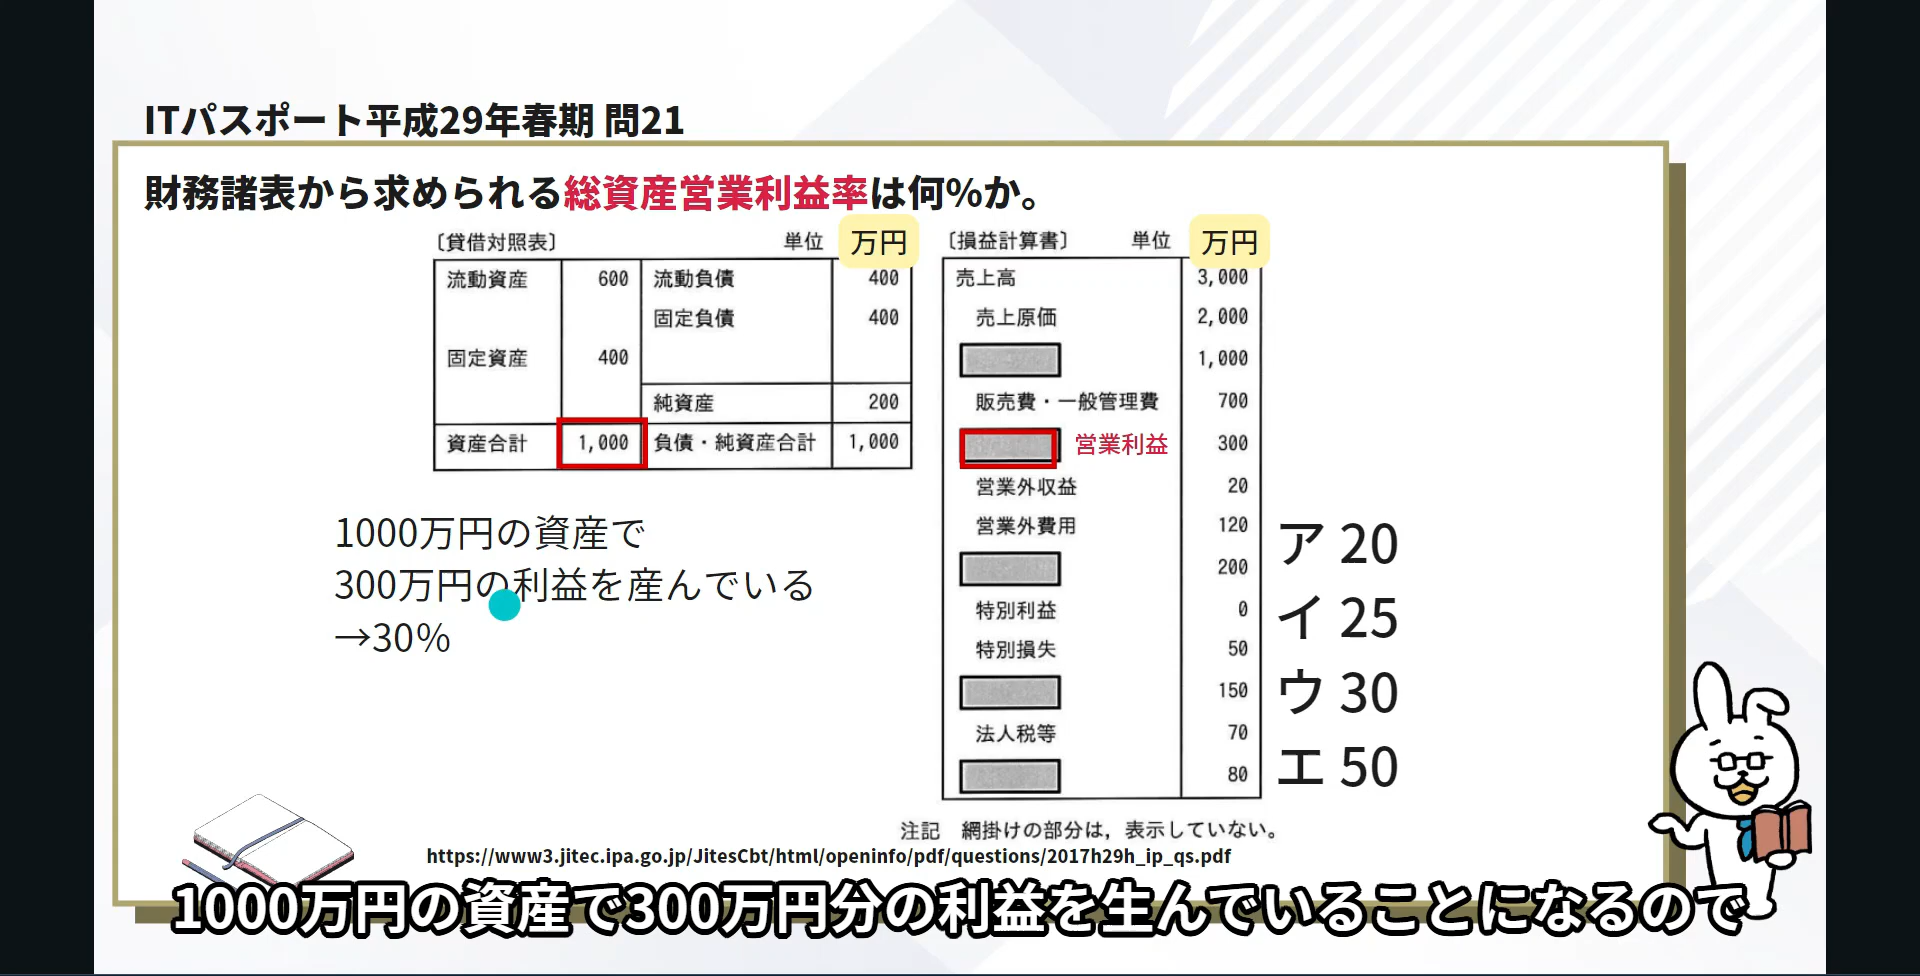 ITパスポート平成29年春期 問21
財務諸表から求められる総資産営業利益率は何%か。
〔貸借対照表〕 単位 万円
流動資産 600 流動負債 400
固定負債 400
固定資産 400
純資産 200
資産合計 1,000 負債・純資産合計 1,000
〔損益計算書〕 単位 万円
売上高 3,000
売上原価 2,000
1,000
販売費・一般管理費 700
営業利益 300
営業外収益 20
営業外費用 120
200
特別利益 0
特別損失 50
150
法人税等 70
80
1000万円の資産で
300万円の利益を産んでいる
→30%
ア 20
イ 25
ウ 30
エ 50
注記 網掛けの部分は，表示していない。
https://www3.jitec.ipa.go.jp/JitesCbt/html/openinfo/pdf/questions/2017h29h_ip_qs.pdf
1000万円の資産で300万円分の利益を生んでいることになるので